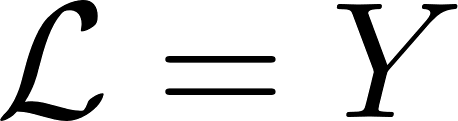 ℒ = Y